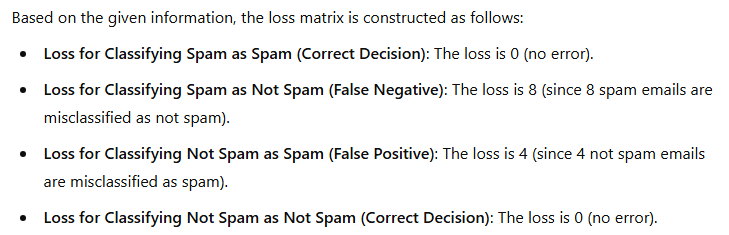 Based on the given information, the loss matrix is constructed as follows:
• Loss for Classifying Spam as Spam (Correct Decision): The loss is 0 (no error).
• Loss for Classifying Spam as Not Spam (False Negative): The loss is 8 (since 8 spam emails are
misclassified as not spam).
• Loss for Classifying Not Spam as Spam (False Positive): The loss is 4 (since 4 not spam emails
are misclassified as spam).
• Loss for Classifying Not Spam as Not Spam (Correct Decision): The loss is 0 (no error).